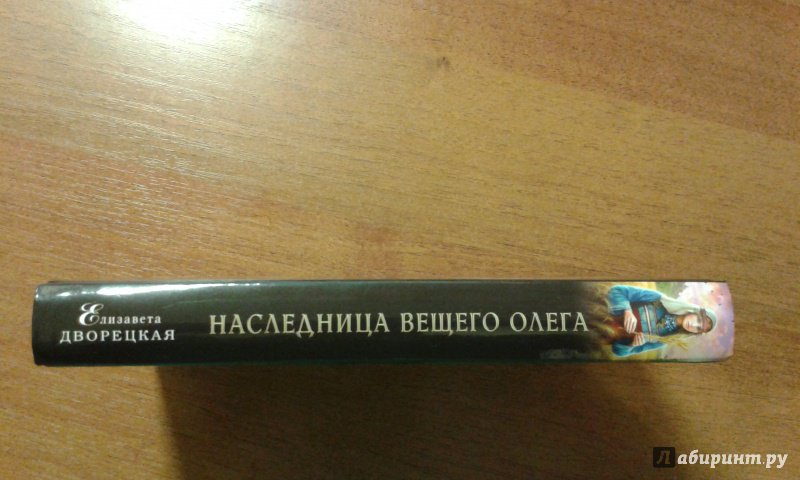 Елизавета
ДВОРЕЦКАЯ
НАСЛЕДНИЦА ВЕЩЕГО ОЛЕГА
Лабиринт.ру